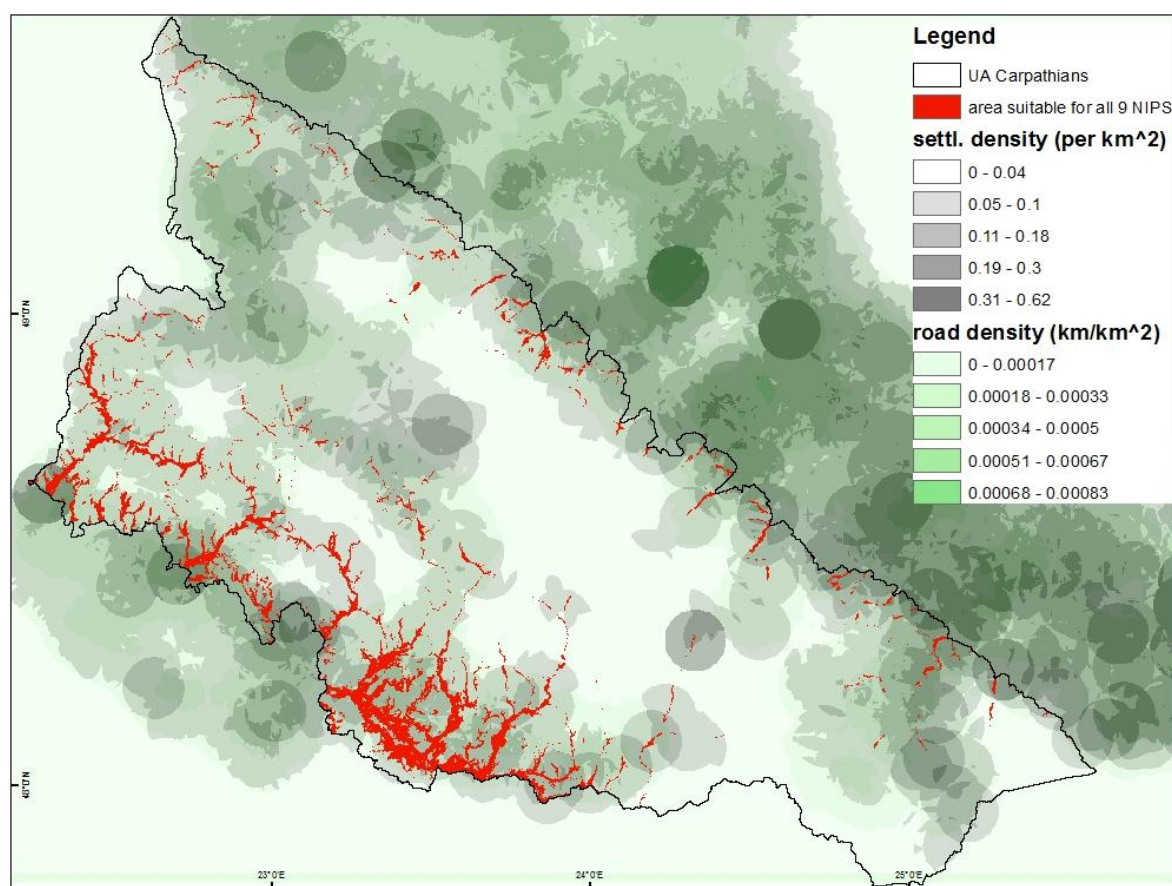 Legend
UA Carpathians
area suitable for all 9 NIPS
settl. density (per km^2)
0 - 0.04
0.05 - 0.1
0.11 - 0.18
0.19 - 0.3
0.31 - 0.62
road density (km/km^2)
0 - 0.00017
0.00018 - 0.00033
0.00034 - 0.0005
0.00051 - 0.00067
0.00068 - 0.00083
49°0'N
48°0'N
23°0'E
24°0'E
25°0'E